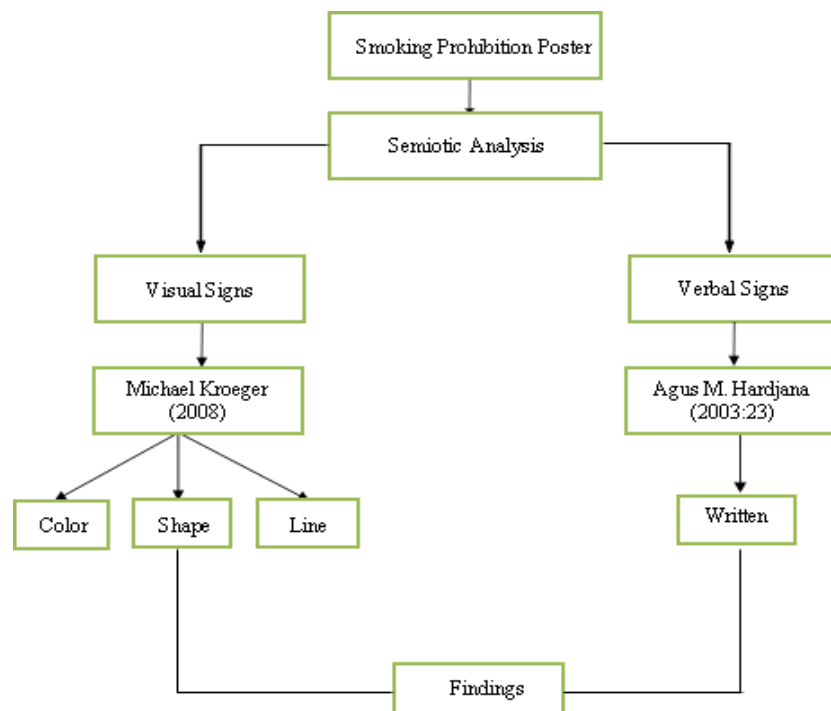 Smoking Prohibition Poster
Semiotic Analysis
Visual Signs
Verbal Signs
Michael Kroeger
(2008)
Agus M. Hardjana
(2003:23)
Color
Shape
Line
Written
Findings